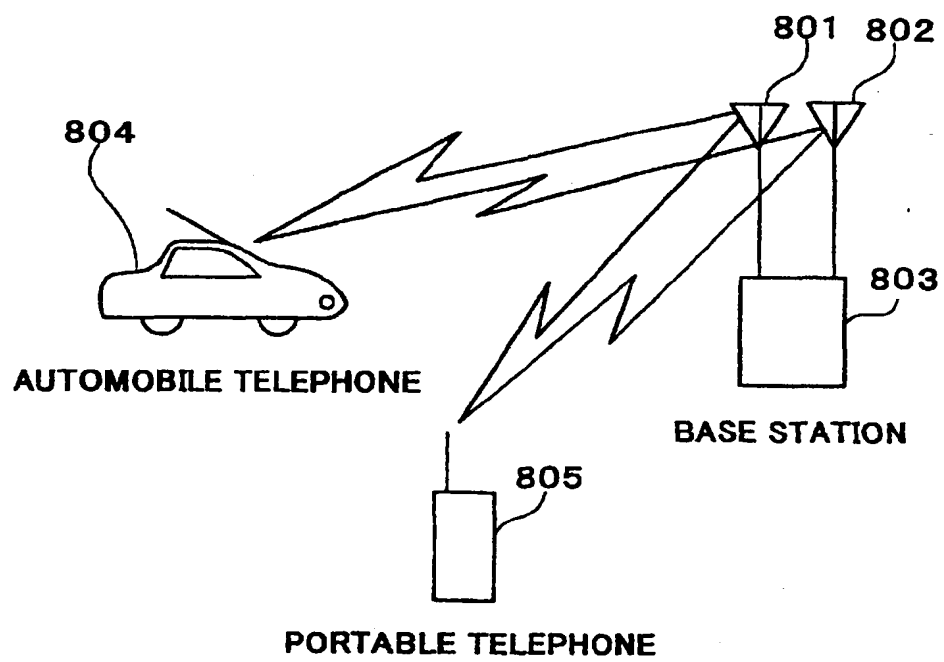 801
802
804
803
AUTOMOBILE TELEPHONE
BASE STATION
805
PORTABLE TELEPHONE